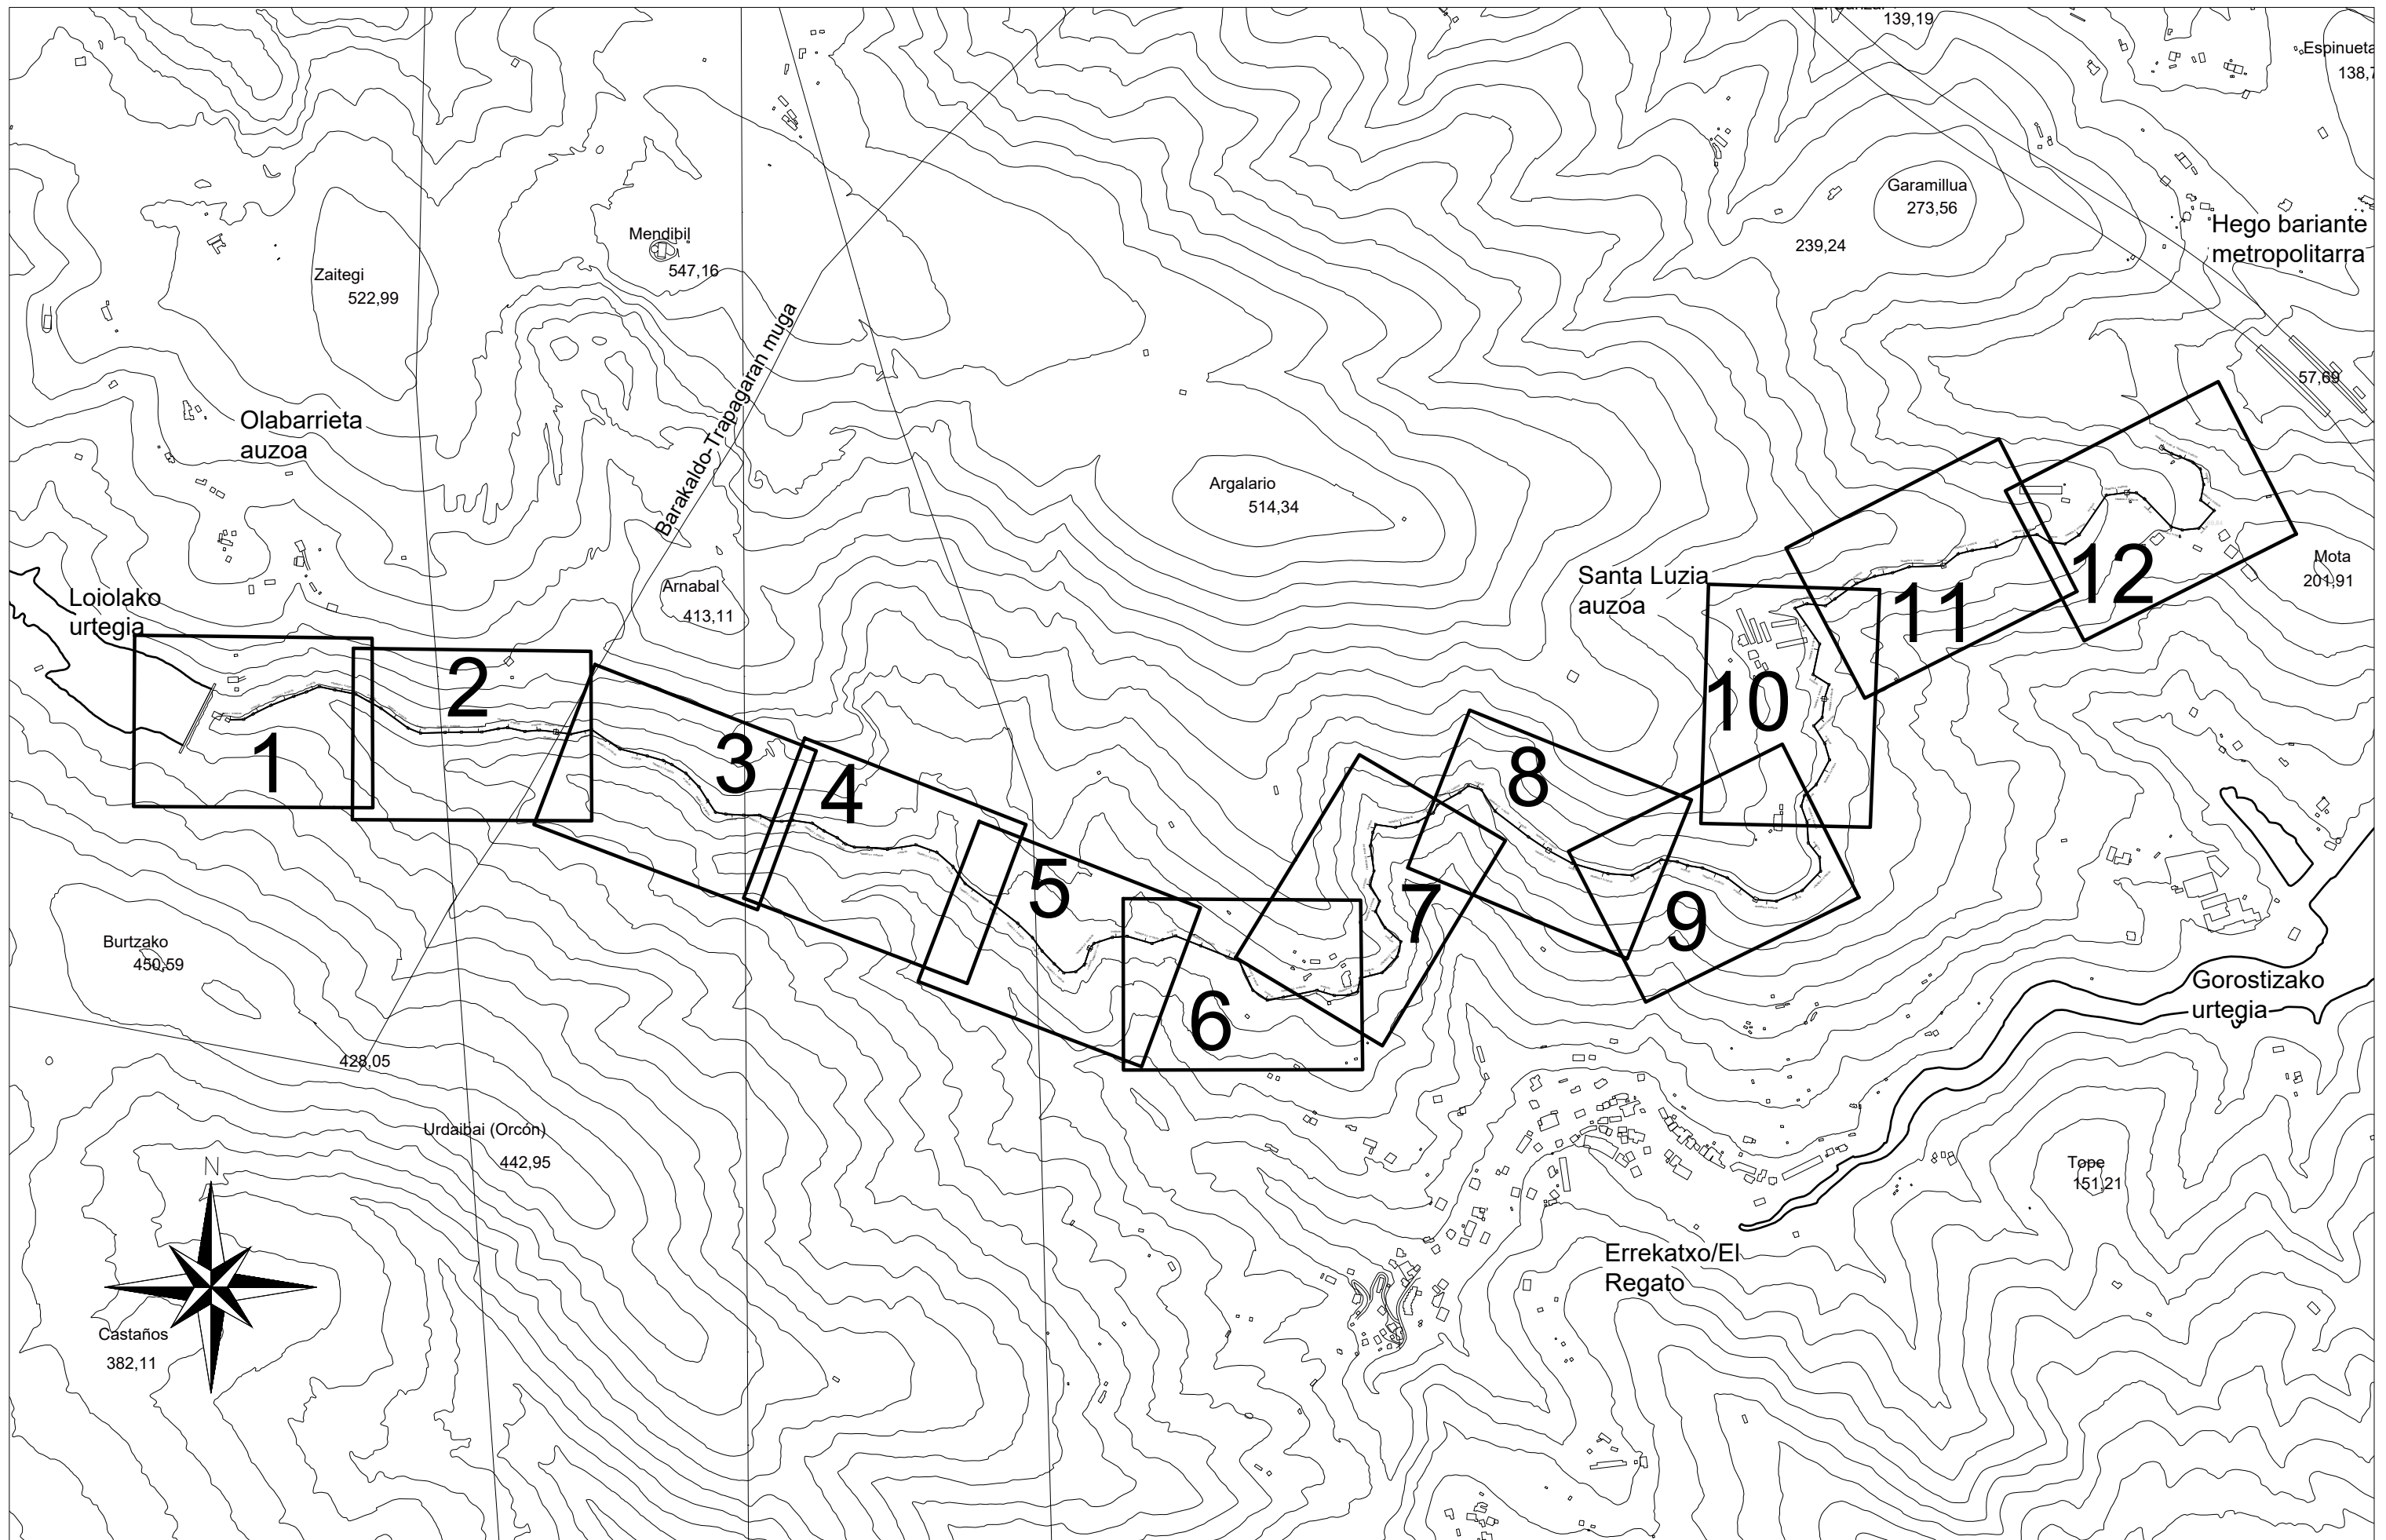 139,19
Espinueta
138,7
Garamillua
273,56
Hego bariante
metropolitarra
Mendibil
547,16
239,24
Zaitegi
522,99
57,69
Barakaldo-Trapagaran muga
Olabarrieta
auzoa
Argalario
514,34
Mota
201,91
Santa Luzia
auzoa
Arnabal
413,11
Loiolako
urtegia
1
2
3
4
5
6
7
8
9
10
11
12
Burtzako
450,59
Gorostizako
urtegia
428,05
Urdaibai (Orcón)
442,95
N
Tope
151,21
Errekatxo/El
Regato
Castaños
382,11